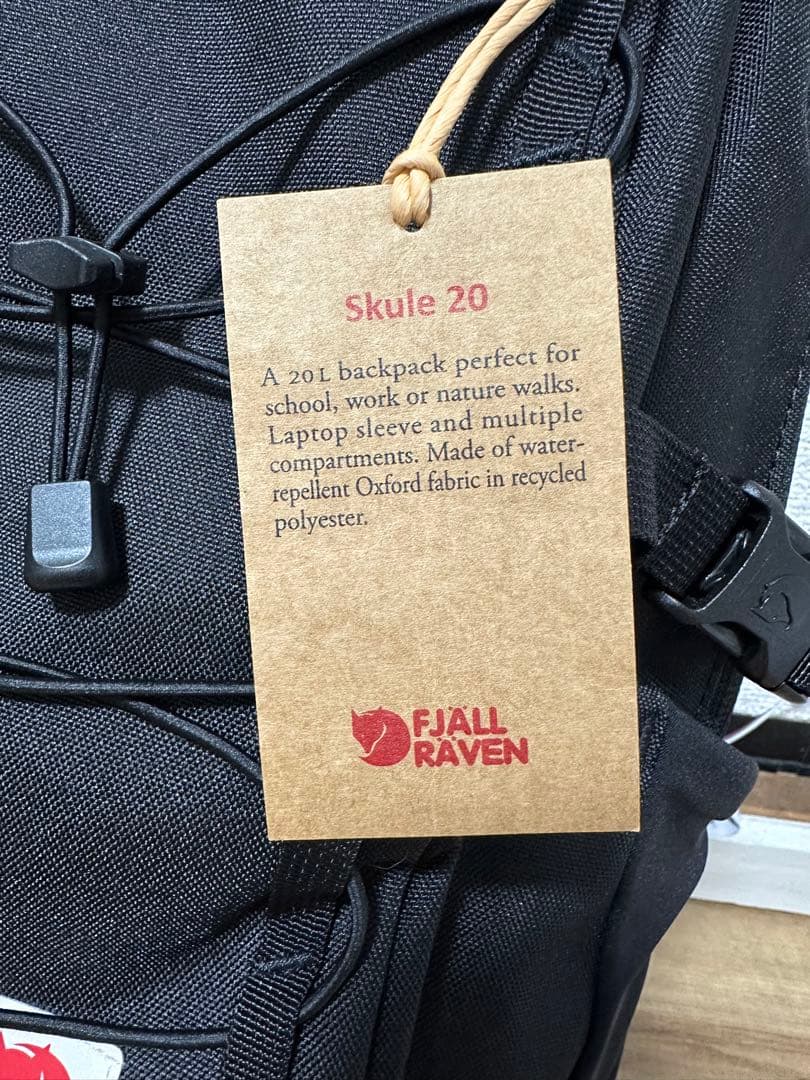 Skule 20
A 20 L backpack perfect for
school, work or nature walks.
Laptop sleeve and multiple
compartments. Made of water-
repellent Oxford fabric in recycled
polyester.
FJÄLL
RÄVEN